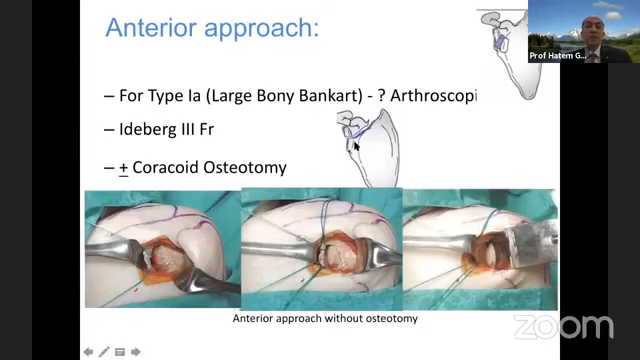 Anterior approach:
Prof Hatem G...
– For Type Ia (Large Bony Bankart) - ? Arthroscopi
– Ideberg III Fr
– + Coracoid Osteotomy
Anterior approach without osteotomy
zoom